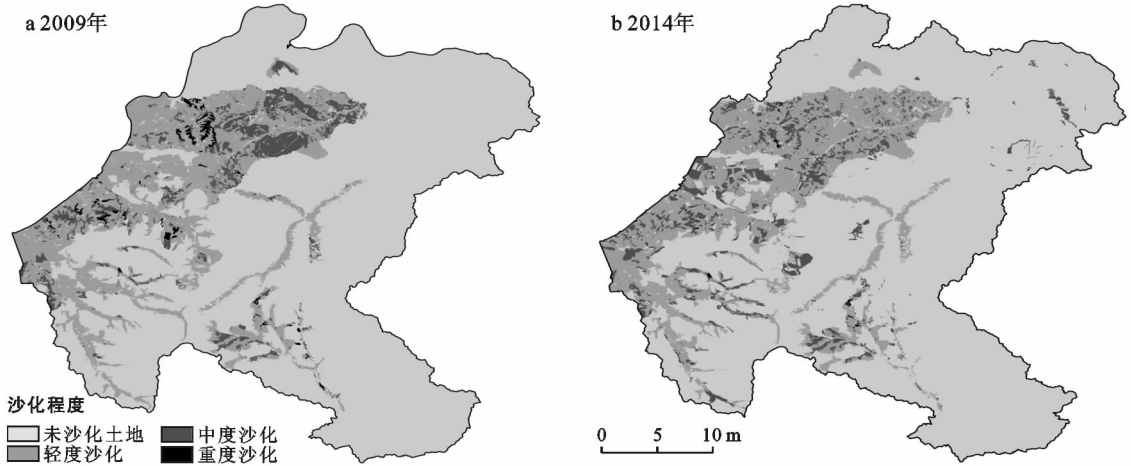 a 2009年
b 2014年
沙化程度
未沙化土地 中度沙化
轻度沙化 重度沙化
0 5 10 m